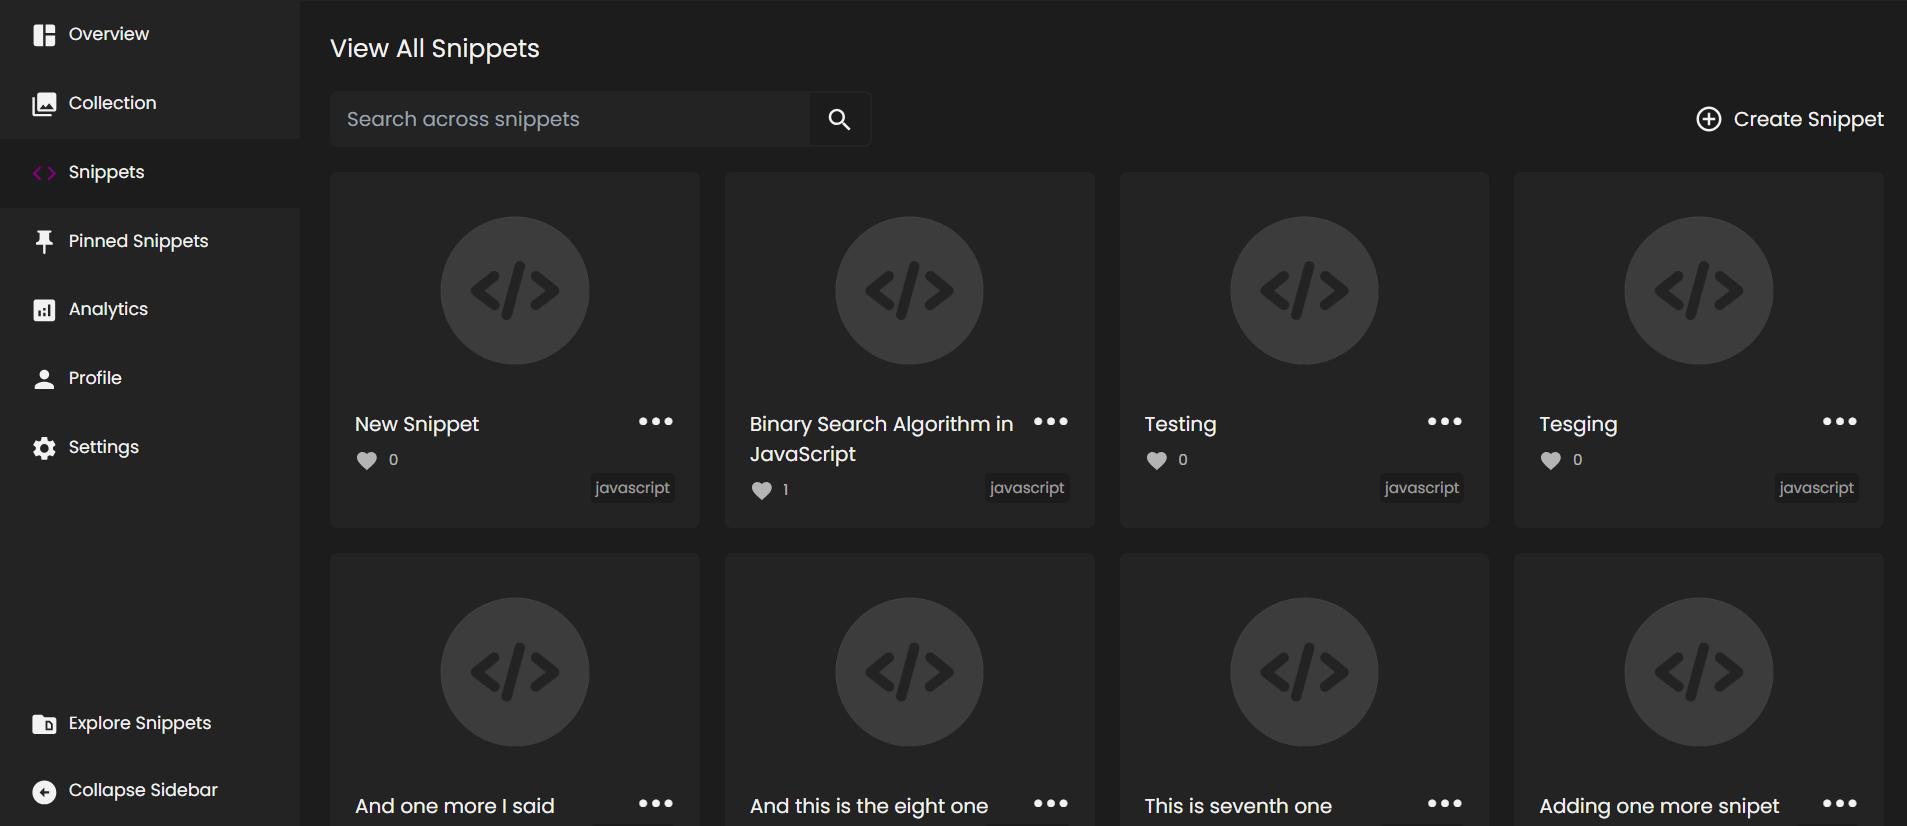 Overview
Collection
Snippets
Pinned Snippets
Analytics
Profile
Settings
Explore Snippets
Collapse Sidebar
View All Snippets
Search across snippets
Create Snippet
New Snippet
0
javascript
Binary Search Algorithm in
JavaScript
1
javascript
Testing
0
javascript
Tesging
0
javascript
And one more I said
And this is the eight one
This is seventh one
Adding one more snipet